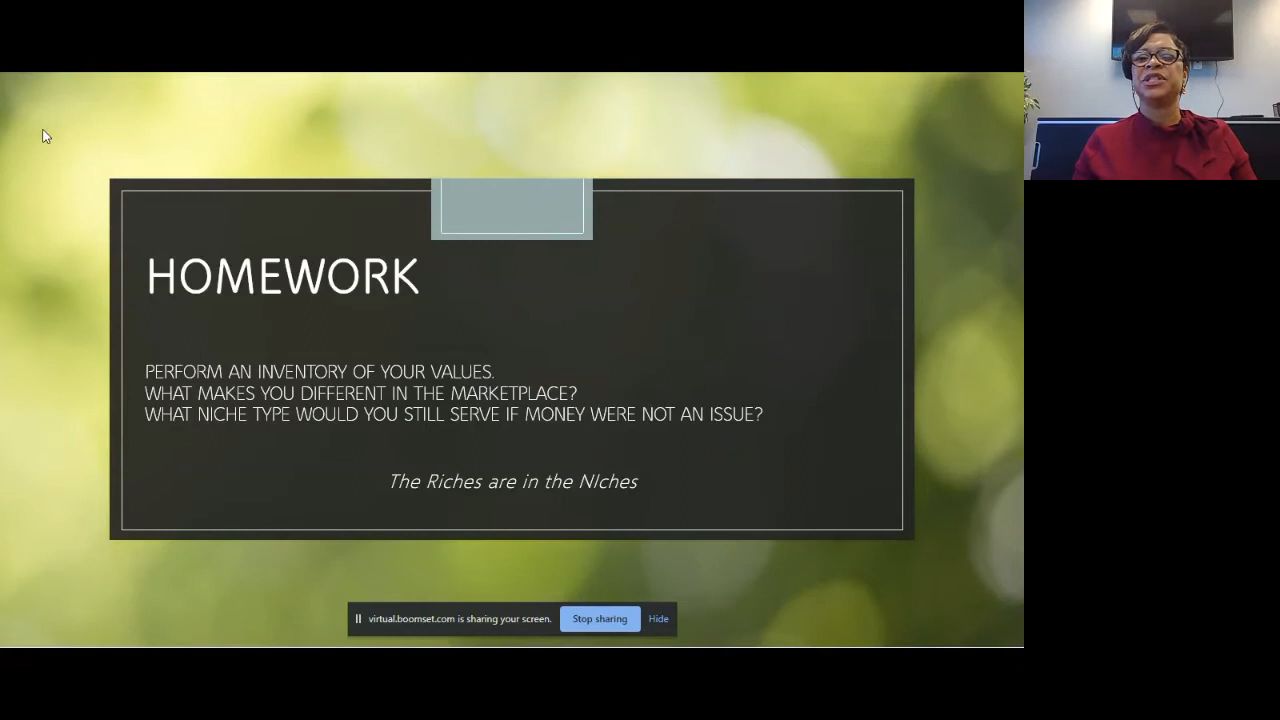 HOMEWORK
PERFORM AN INVENTORY OF YOUR VALUES.
WHAT MAKES YOU DIFFERENT IN THE MARKETPLACE?
WHAT NICHE TYPE WOULD YOU STILL SERVE IF MONEY WERE NOT AN ISSUE?
The Riches are in the NIches
virtual.boomset.com is sharing your screen. Stop sharing Hide